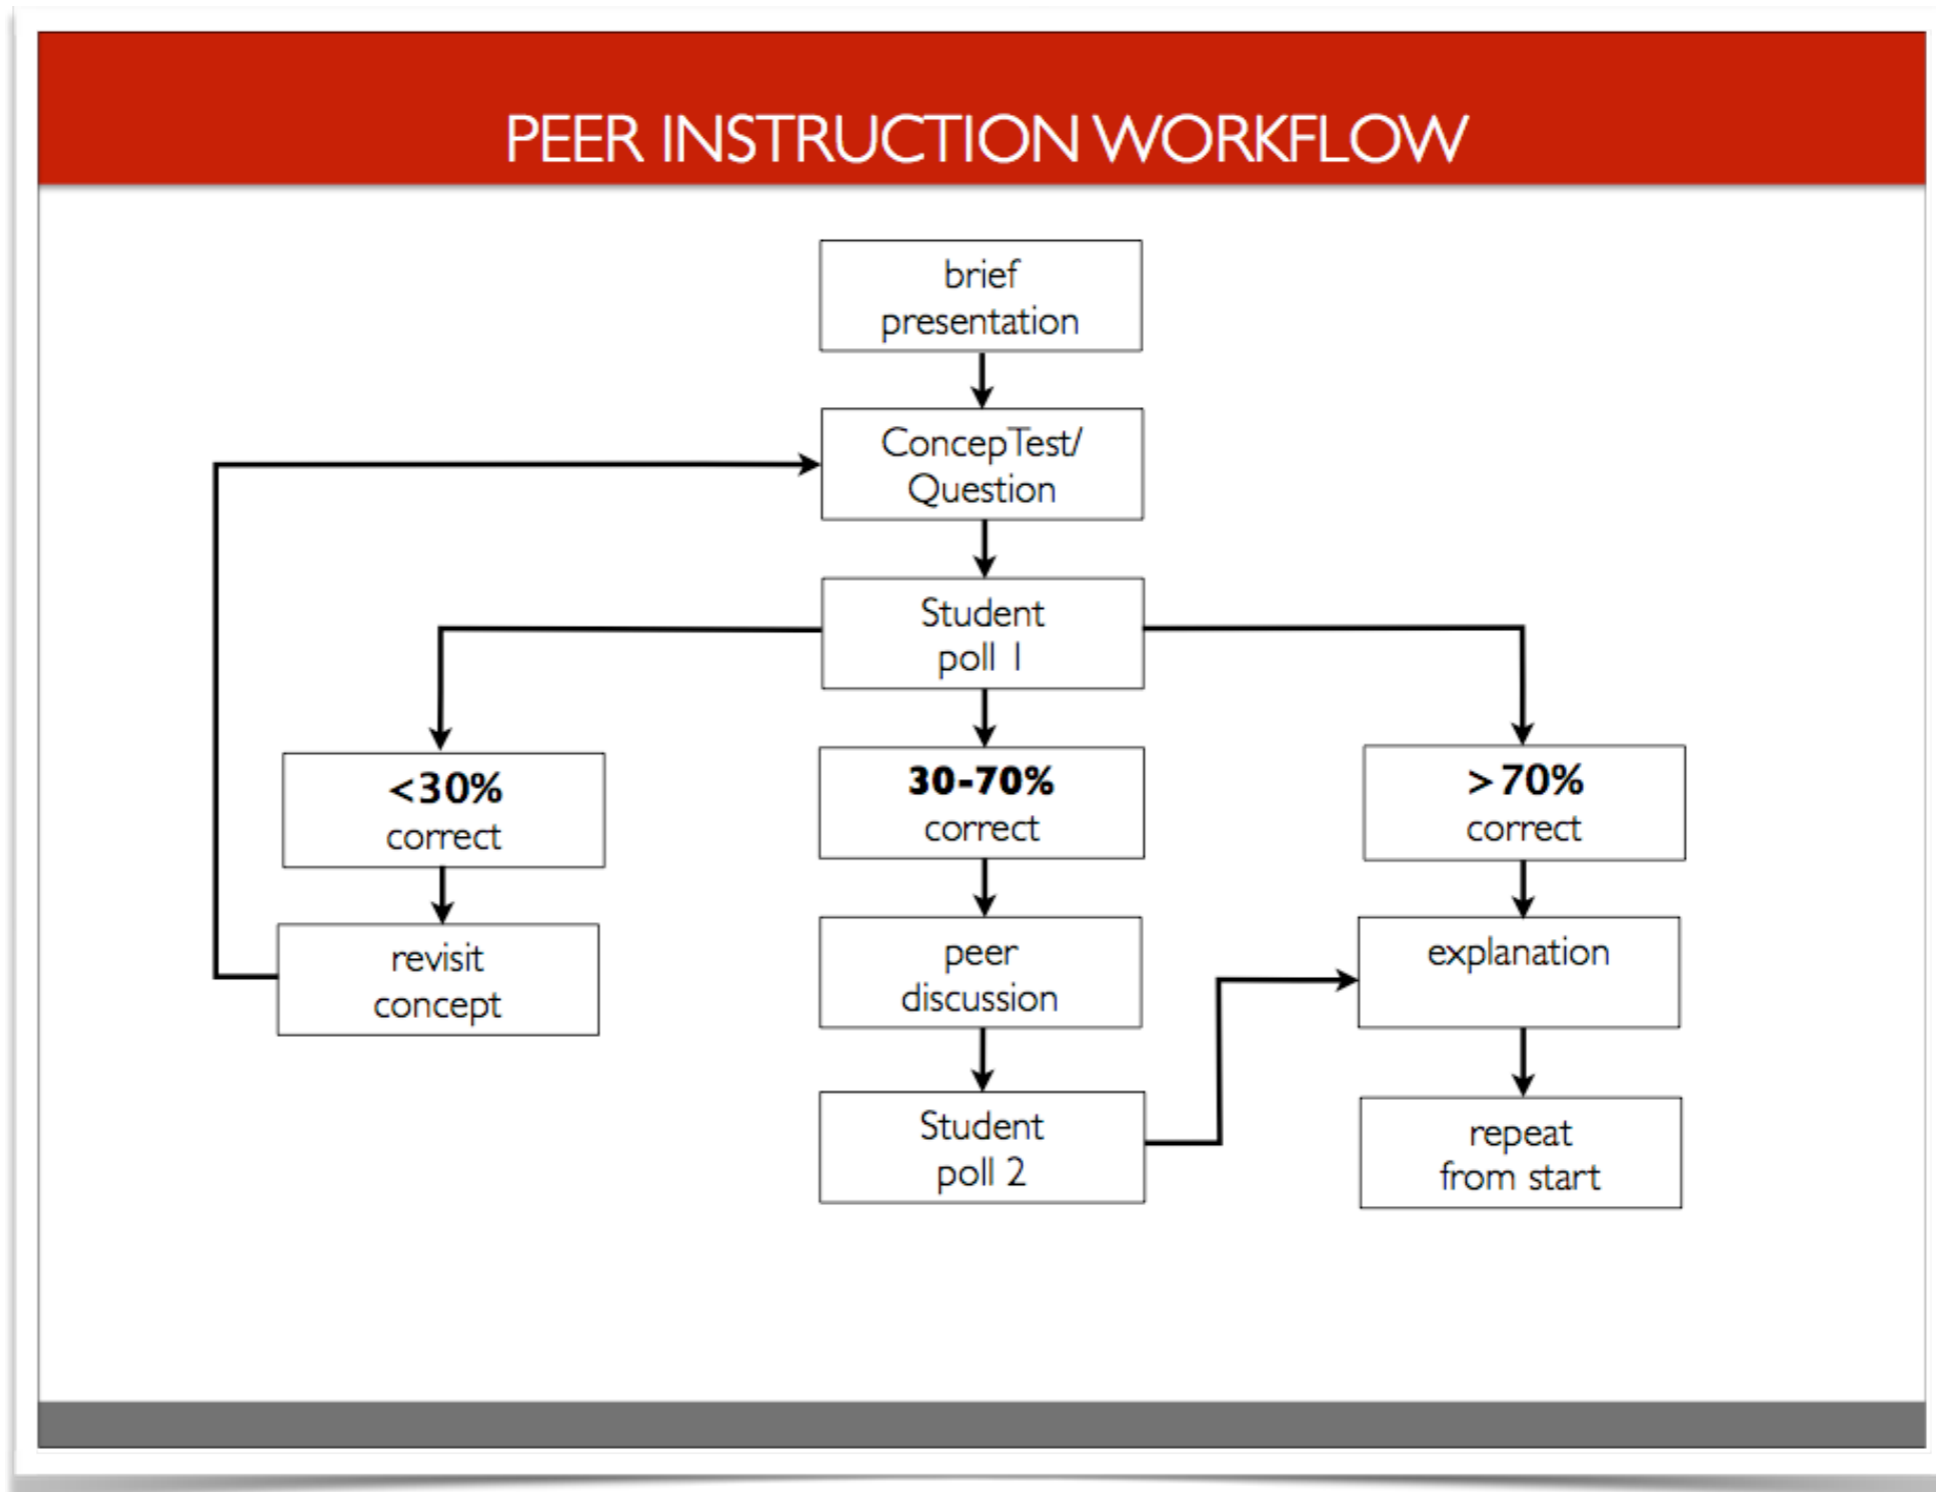 PEER INSTRUCTION WORKFLOW
brief
presentation
ConcepTest/
Question
Student
poll 1
<30%
correct
30-70%
correct
>70%
correct
revisit
concept
peer
discussion
explanation
Student
poll 2
repeat
from start